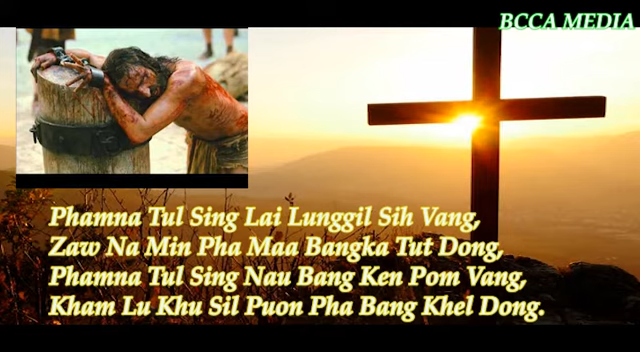 BCCA MEDIA
Phamna Tul Sing Lai Lunggil Sih Vang,
Zaw Na Min Pha Maa Bangka Tut Dong,
Phamna Tul Sing Nau Bang Ken Pom Vang,
Kham Lu Khu Sil Puon Pha Bang Khel Dong.